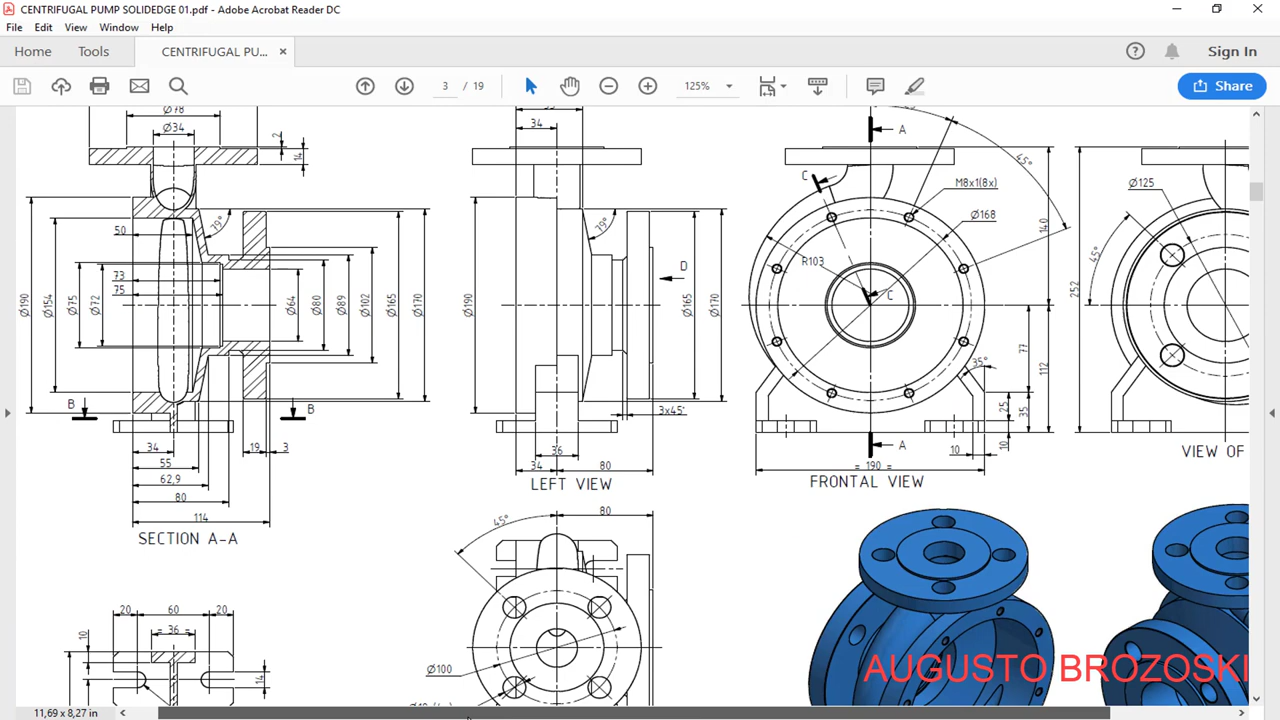 CENTRIFUGAL PUMP SOLIDEDGE 01.pdf - Adobe Acrobat Reader DC
File Edit View Window Help
Home Tools CENTRIFUGAL PU... × ? Sign In
3 / 19 125% Share
Ø78
Ø34
2
14
79°
50
73
75
Ø190
Ø154
Ø75
Ø72
Ø64
Ø80
Ø89
Ø102
Ø165
Ø170
B
B
34
19
3
55
62,9
80
114
SECTION A-A
34
79°
D
Ø190
Ø165
Ø170
3x45°
36
34
80
LEFT VIEW
A
C
45°
M8x1(8x)
Ø168
140
R103
C
77
112
35°
25
35
10
10
A
= 190 =
FRONTAL VIEW
252
Ø125
45°
VIEW OF
20 60 20
10
= 36 =
14
80
45°
Ø100
AUGUSTO BROZOSKI
11,69 x 8,27 in